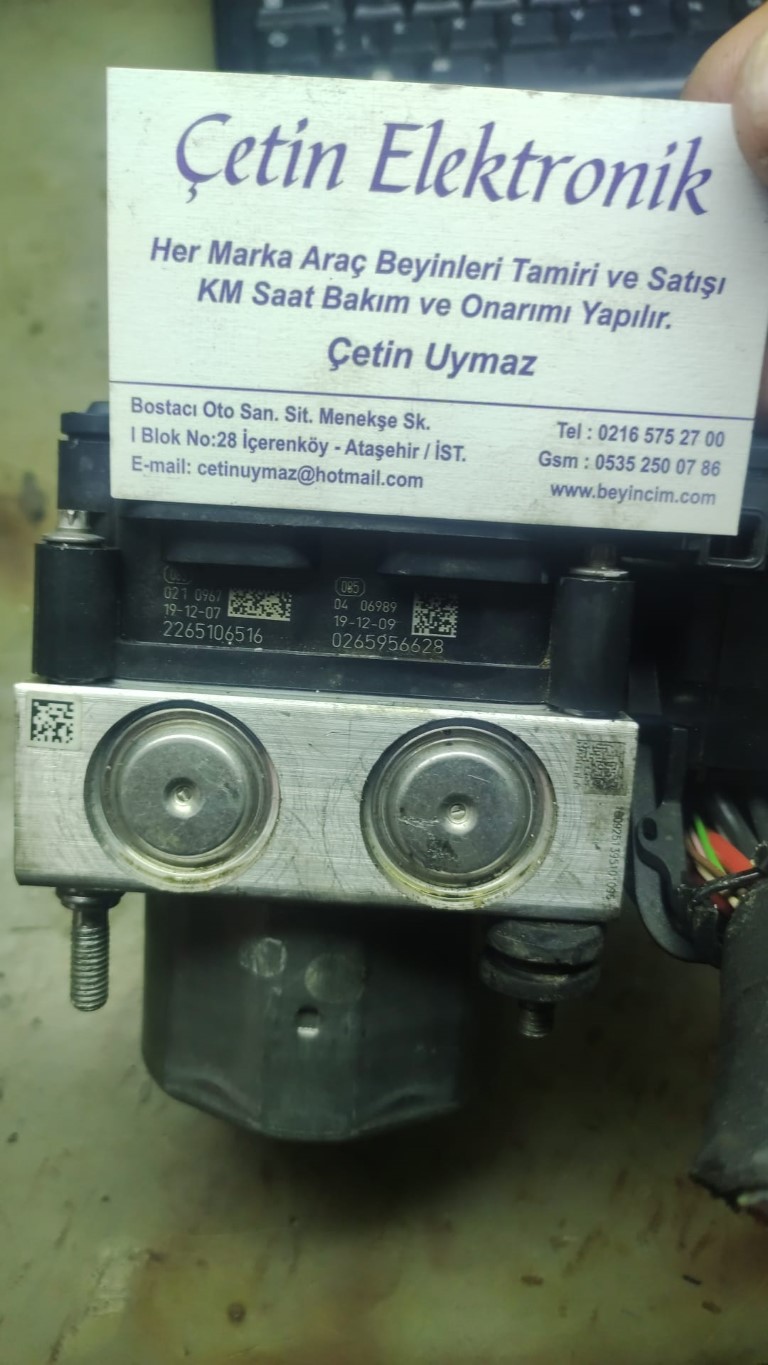 Çetin Elektronik
Her Marka Araç Beyinleri Tamiri ve Satışı
KM Saat Bakım ve Onarımı Yapılır.
Çetin Uymaz
Bostacı Oto San. Sit. Menekşe Sk.
I Blok No:28 İçerenköy - Ataşehir / İST.
E-mail: cetinuymaz@hotmail.com
Tel : 0216 575 27 00
Gsm : 0535 250 07 86
www.beyincim.com
02 1 0967
19-12-07
2265106516
085
04 06989
19-12-09
0265956628